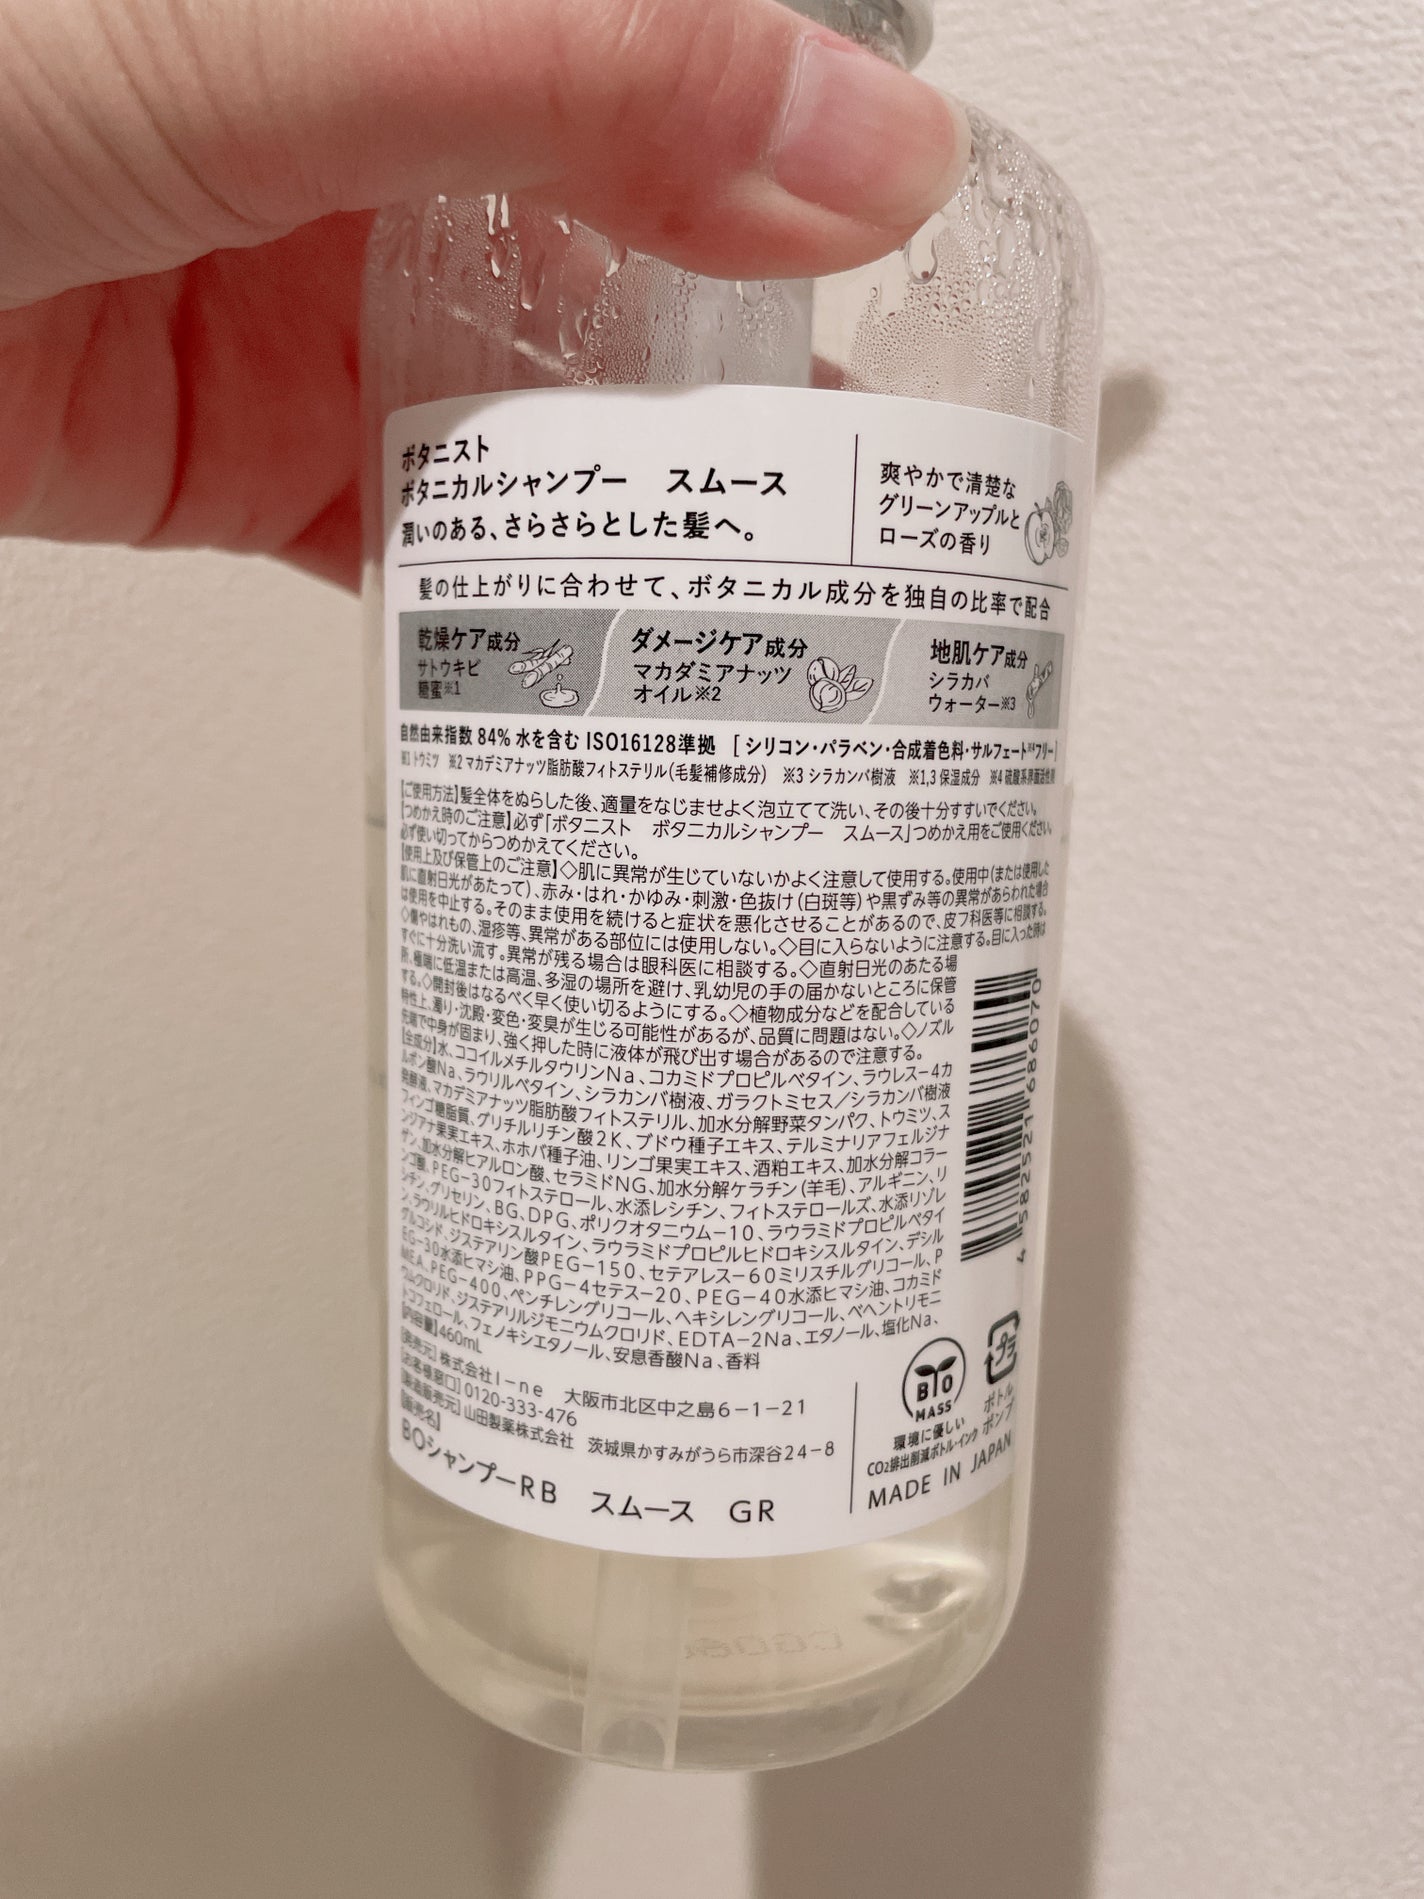 ボタニスト
ボタニカルシャンプー　スムース
潤いのある、さらさらとした髪へ。
爽やかで清楚な
グリーンアップルと
ローズの香り
髪の仕上がりに合わせて、ボタニカル成分を独自の比率で配合
乾燥ケア成分
サトウキビ
糖蜜※1
ダメージケア成分
マカダミアナッツ
オイル※2
地肌ケア成分
シラカバ
ウォーター※3
自然由来指数 84% 水を含む ISO16128準拠 [シリコン・パラベン・合成着色料・サルフェート※4フリー]
※1 トウミツ ※2 マカデミアナッツ脂肪酸フィトステリル(毛髪補修成分) ※3 シラカンバ樹液 ※1,3 保湿成分 ※4 硫酸系界面活性剤
【ご使用方法】髪全体をぬらした後、適量をなじませよく泡立てて洗い、その後十分すすいでください。
【つめかえ時のご注意】必ず「ボタニスト　ボタニカルシャンプー　スムース」つめかえ用をご使用ください。
必ず使い切ってからつめかえてください。
【使用上及び保管上のご注意】◇肌に異常が生じていないかよく注意して使用する。使用中(または使用した
肌に直射日光があたって)、赤み・はれ・かゆみ・刺激・色抜け(白斑等)や黒ずみ等の異常があらわれた場合
は使用を中止する。そのまま使用を続けると症状を悪化させることがあるので、皮フ科医等に相談する。
◇傷やはれもの、湿疹等、異常がある部位には使用しない。◇目に入らないように注意する。目に入った時は
すぐに十分洗い流す。異常が残る場合は眼科医に相談する。◇直射日光のあたる場
所、極端に低温または高温、多湿の場所を避け、乳幼児の手の届かないところに保管
する。◇開封後はなるべく早く使い切るようにする。◇植物成分などを配合している
特性上、濁り・沈殿・変色・変臭が生じる可能性があるが、品質に問題はない。◇ノズル
先端で中身が固まり、強く押した時に液体が飛び出す場合があるので注意する。
【全成分】水、ココイルメチルタウリンNa、コカミドプロピルベタイン、ラウレス-4カ
ルボン酸Na、ラウリルベタイン、シラカンバ樹液、ガラクトミセス/シラカンバ樹液
発酵液、マカデミアナッツ脂肪酸フィトステリル、加水分解野菜タンパク、トウミツ、ス
フィンゴ糖脂質、グリチルリチン酸2K、ブドウ種子エキス、テルミナリアフェルジナ
ンジアナ果実エキス、ホホバ種子油、リンゴ果実エキス、酒粕エキス、加水分解コラー
ゲン、加水分解ヒアルロン酸、セラミドNG、加水分解ケラチン(羊毛)、アルギニン、リ
ンゴ酸、PEG-30フィトステロール、水添レシチン、フィトステロールズ、水添リゾレ
シチン、グリセリン、BG、DPG、ポリクオタニウム-10、ラウラミドプロピルベタイ
ン、ラウリルヒドロキシスルタイン、ラウラミドプロピルヒドロキシスルタイン、デシル
グルコシド、ジステアリン酸PEG-150、セテアレス-60ミリスチルグリコール、P
EG-30水添ヒマシ油、PPG-4セテス-20、PEG-40水添ヒマシ油、コカミド
MEA、PEG-400、ペンチレングリコール、ヘキシレングリコール、ベヘントリモニ
ウムクロリド、ジステアリルジモニウムクロリド、EDTA-2Na、エタノール、塩化Na、
トコフェロール、フェノキシエタノール、安息香酸Na、香料
【内容量】460mL
[発売元] 株式会社I-ne　大阪市北区中之島6-1-21
[お客様窓口] 0120-333-476
[製造販売元] 山田製薬株式会社　茨城県かすみがうら市深谷24-8
[販売名]
BOシャンプーRB　スムース　GR
4 582521 686070
プラ
ボトル
ポンプ
BIO
MASS
環境に優しい
CO2排出削減ボトル・インク
MADE IN JAPAN